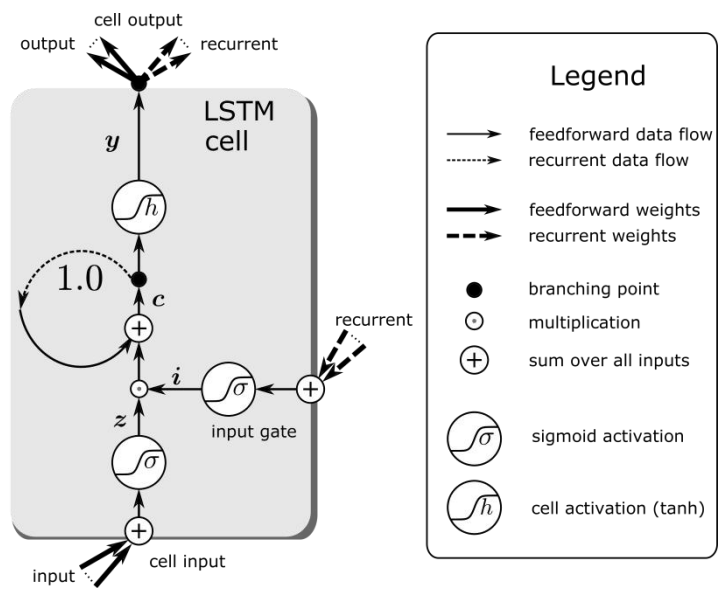 cell output
output
recurrent
LSTM
cell
y
h
1.0
c
recurrent
i
σ
input gate
z
σ
cell input
input
Legend
feedforward data flow
recurrent data flow
feedforward weights
recurrent weights
branching point
multiplication
sum over all inputs
σ
sigmoid activation
h
cell activation (tanh)